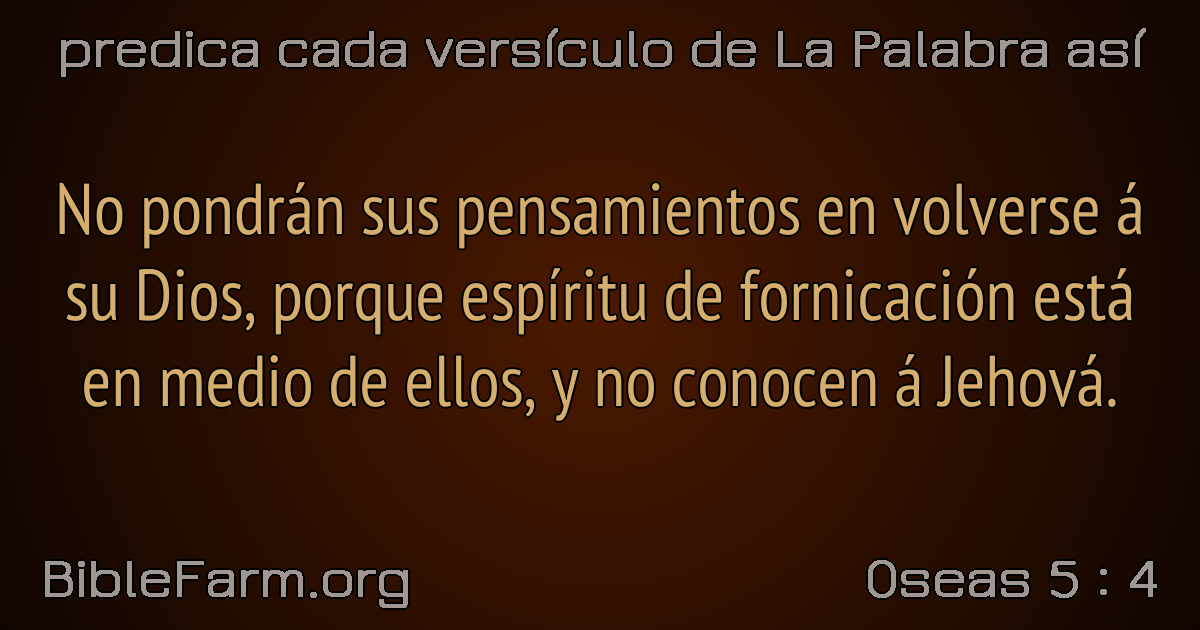 predica cada versículo de La Palabra así
No pondrán sus pensamientos en volverse á
su Dios, porque espíritu de fornicación está
en medio de ellos, y no conocen á Jehová.
BibleFarm.org
Oseas 5 : 4